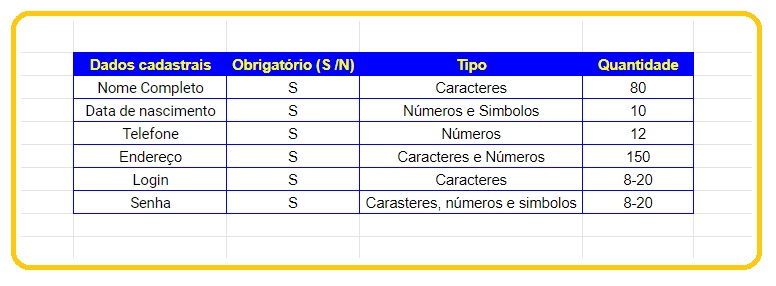 Dados cadastrais Obrigatório (S /N) Tipo Quantidade
Nome Completo S Caracteres 80
Data de nascimento S Números e Simbolos 10
Telefone S Números 12
Endereço S Caracteres e Números 150
Login S Caracteres 8-20
Senha S Carasteres, números e simbolos 8-20